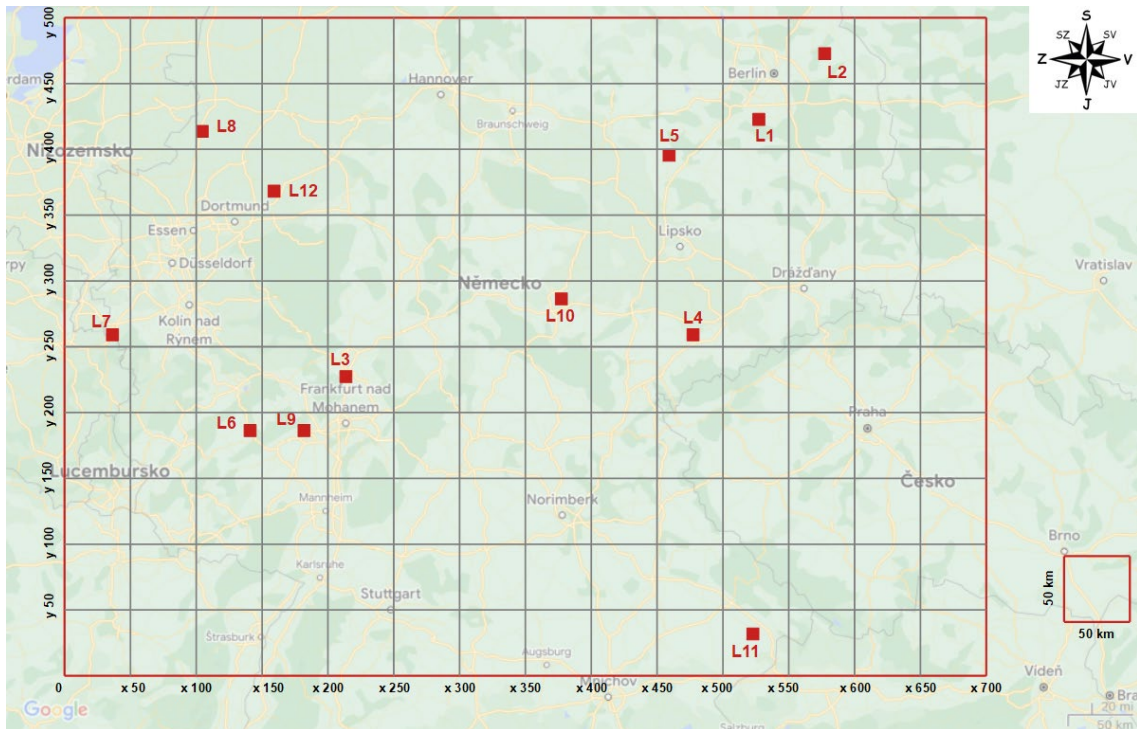 y 500
y 450
y 400
y 350
y 300
y 250
y 200
y 150
y 100
y 50
S
SZ
SV
Z
V
JZ
JV
J
Berlín
L2
Hannover
L8
Braunschweig
L1
L5
Nizozemsko
L12
Dortmund
Essen
Lipsko
Düsseldorf
Drážďany
Vratislav
Německo
Kolín nad
Rýnem
L7
L10
L4
L3
Frankfurt nad
Mohanem
L6
L9
Praha
Lucembursko
Česko
Mannheim
Norimberk
Brno
Karlsruhe
Stuttgart
50 km
50 km
Štrasburk
L11
Augsburg
Mnichov
Vídeň
0
x 50
x 100
x 150
x 200
x 250
x 300
x 350
x 400
x 450
x 500
x 550
x 600
x 650
x 700
Google
Salzburg
20 mi
50 km